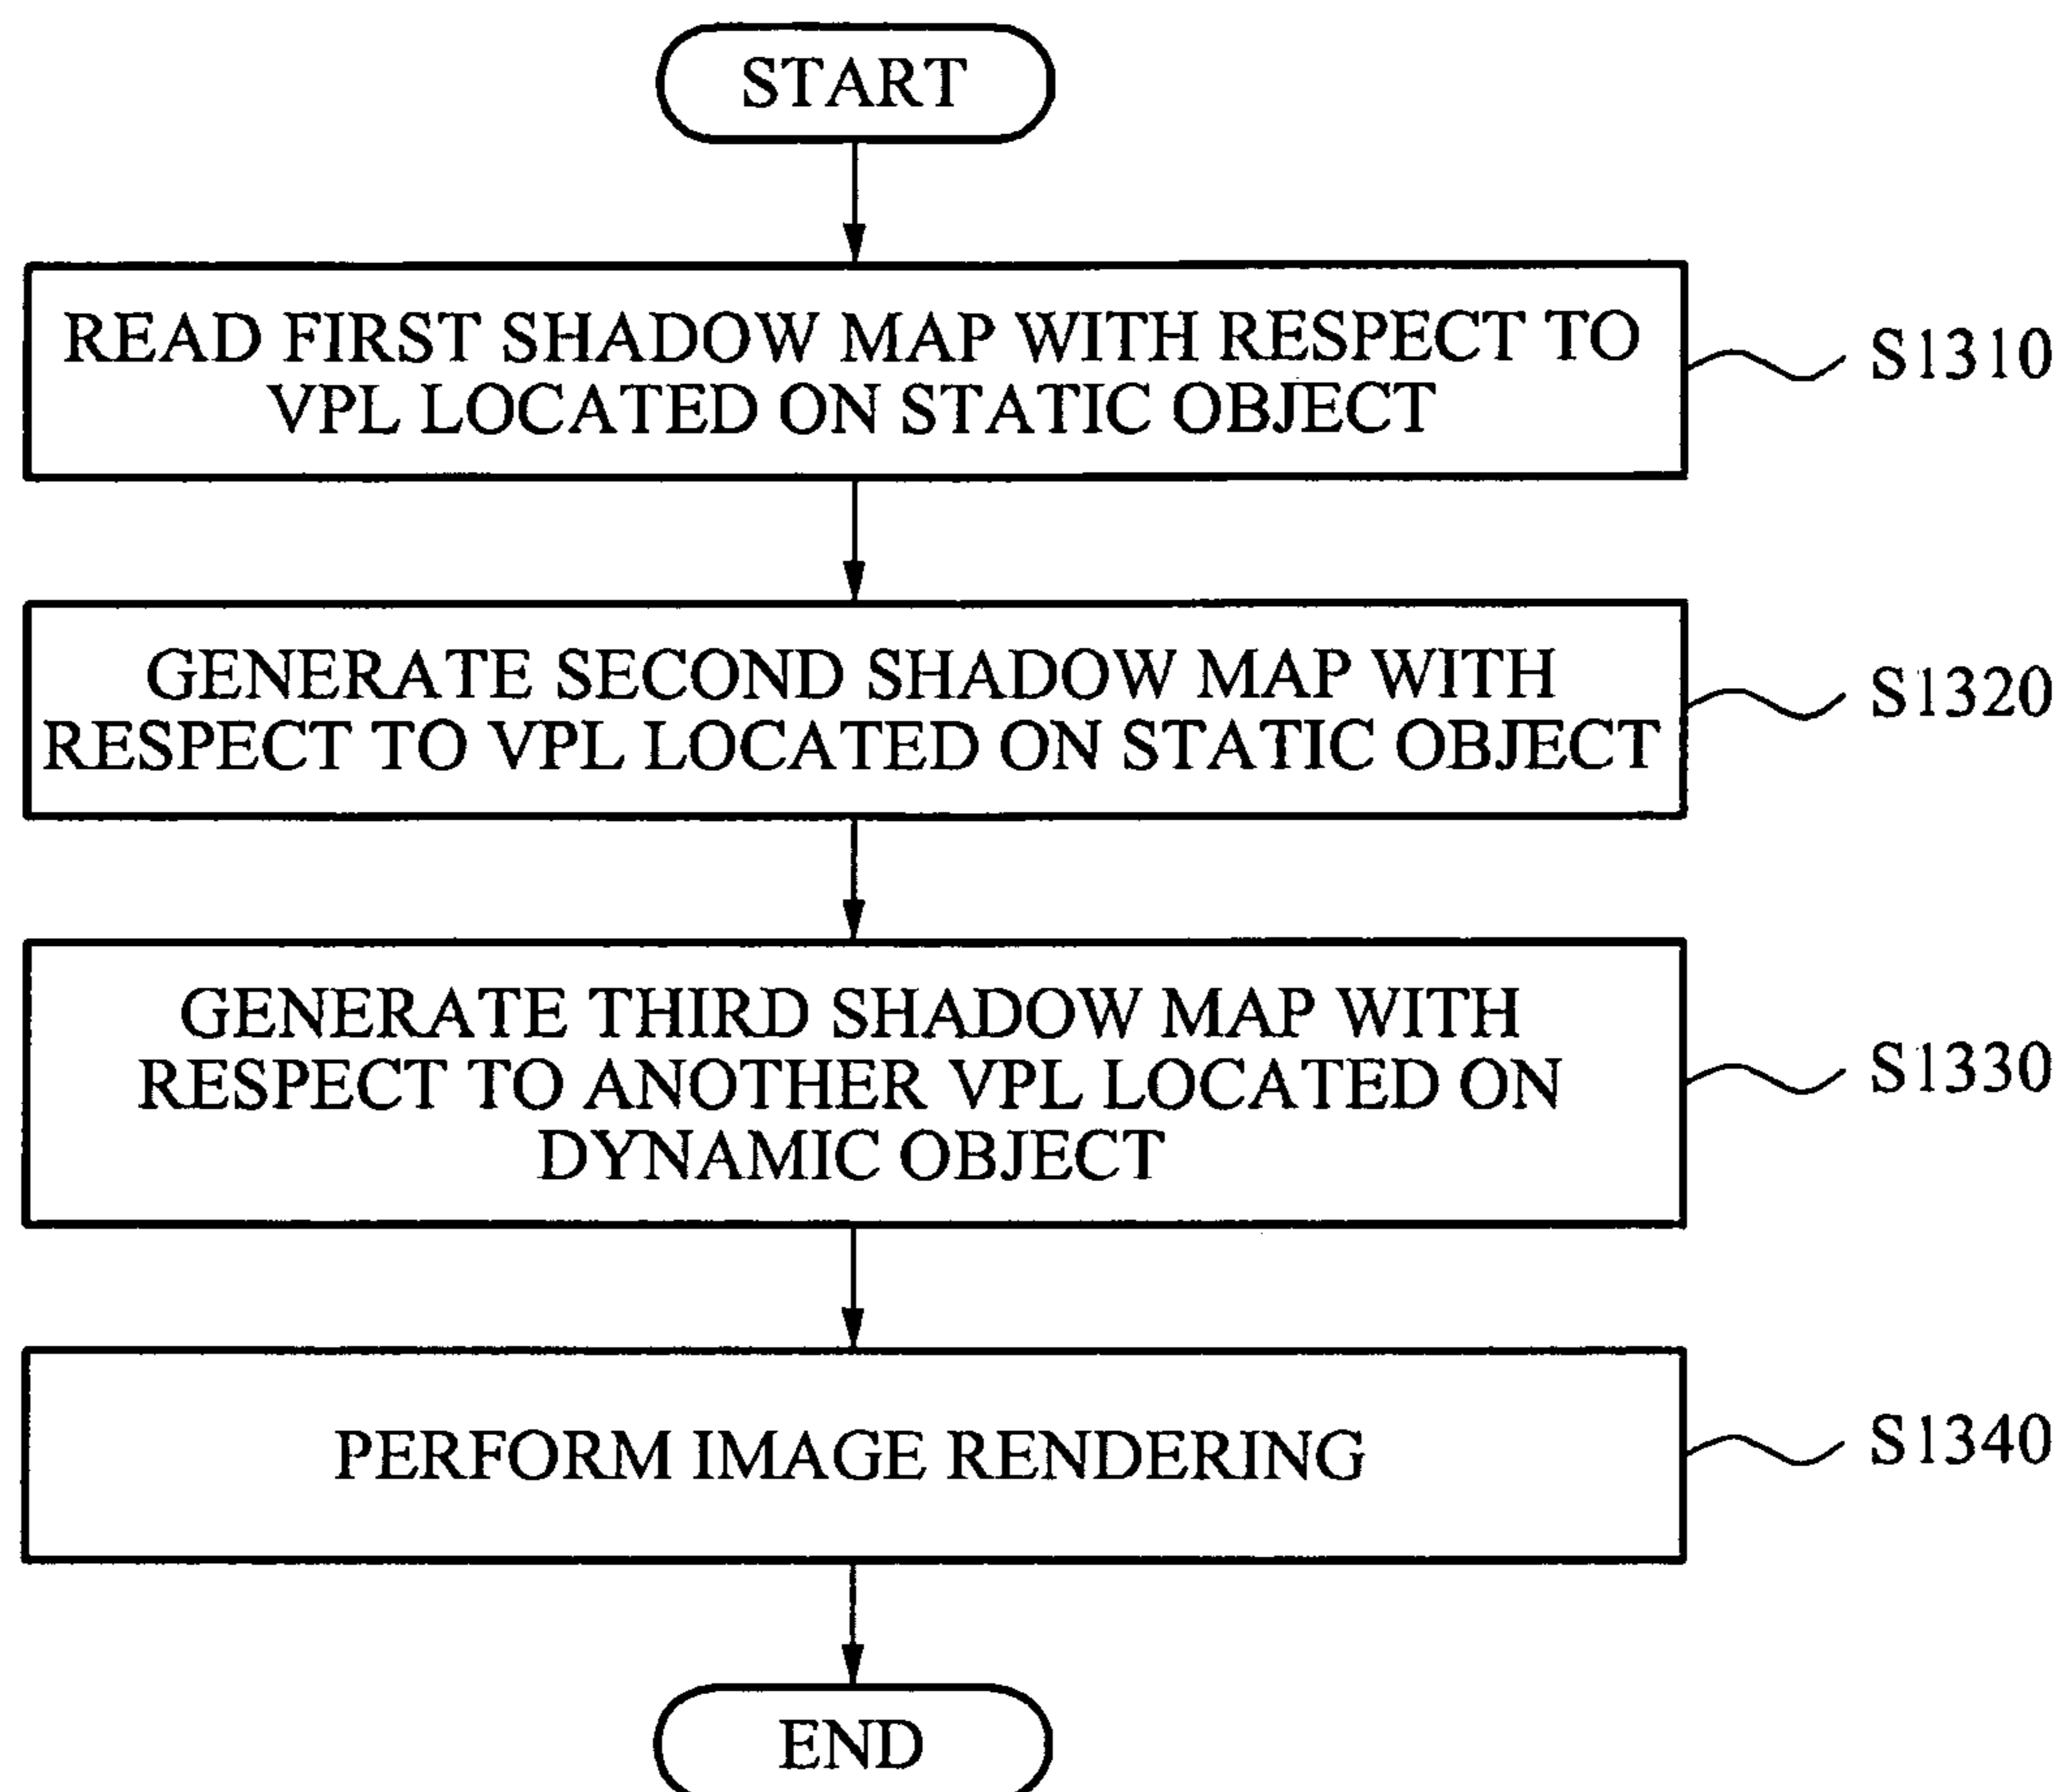 START
READ FIRST SHADOW MAP WITH RESPECT TO
VPL LOCATED ON STATIC OBJECT
S1310
GENERATE SECOND SHADOW MAP WITH
RESPECT TO VPL LOCATED ON STATIC OBJECT
S1320
GENERATE THIRD SHADOW MAP WITH
RESPECT TO ANOTHER VPL LOCATED ON
DYNAMIC OBJECT
S1330
PERFORM IMAGE RENDERING
S1340
END